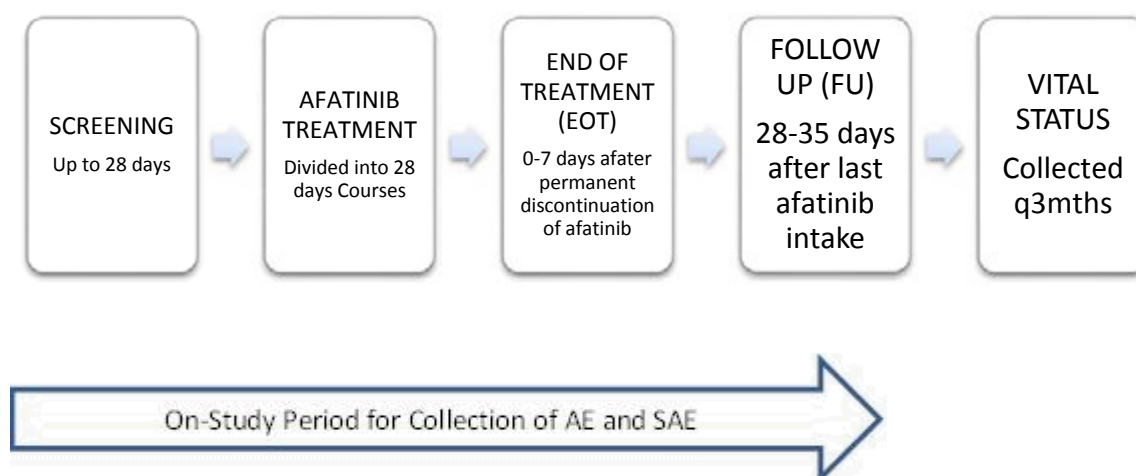 SCREENING
Up to 28 days
AFATINIB
TREATMENT
Divided into 28
days Courses
END OF
TREATMENT
(EOT)
0-7 days afater
permanent
discontinuation
of afatinib
FOLLOW
UP (FU)
28-35 days
after last
afatinib
intake
VITAL
STATUS
Collected
q3mths
On-Study Period for Collection of AE and SAE